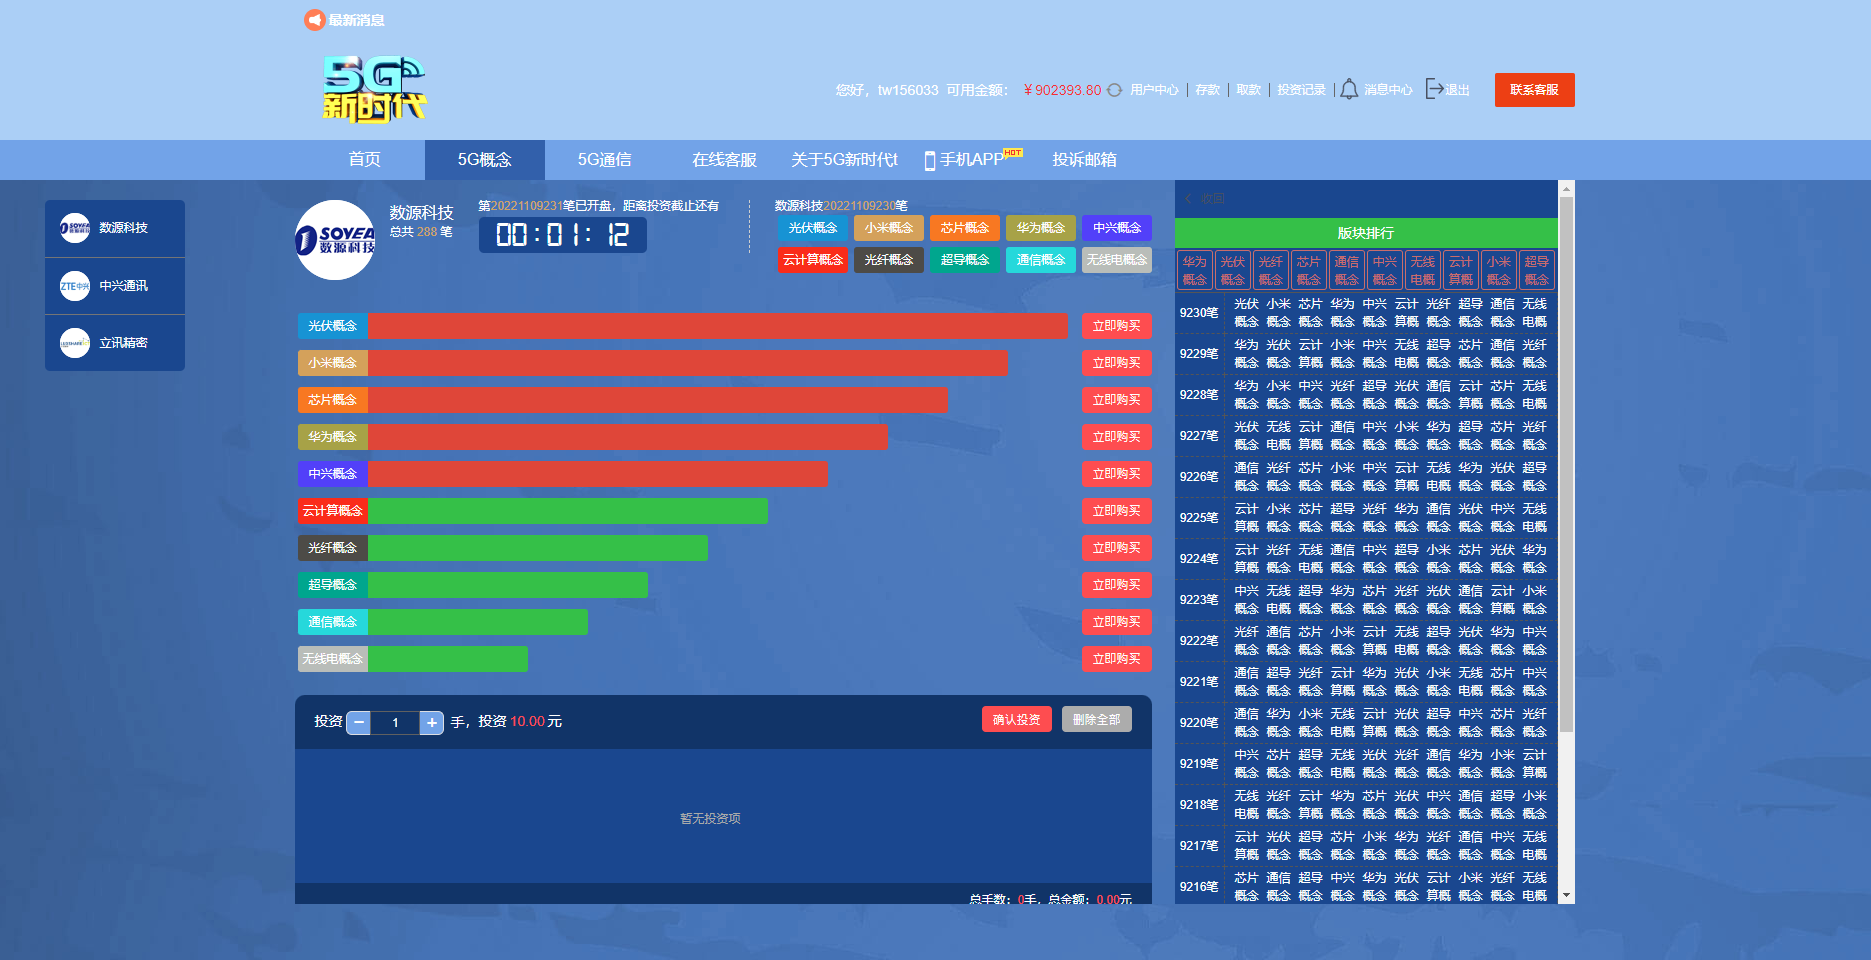 最新消息
5G
新时代
您好，tw156033 可用金额： ￥902393.80 用户中心 | 存款 | 取款 | 投资记录 | 消息中心 退出 联系客服
首页 5G概念 5G通信 在线客服 关于5G新时代t 手机APP HOT 投诉邮箱
数源科技
中兴通讯
立讯精密
ZTE中兴
SOYEA
数源科技
数源科技
总共 288 笔
第20221109231笔已开盘，距离投资截止还有
00:01:12
数源科技20221109230笔
光伏概念 小米概念 芯片概念 华为概念 中兴概念
云计算概念 光纤概念 超导概念 通信概念 无线电概念
光伏概念 立即购买
小米概念 立即购买
芯片概念 立即购买
华为概念 立即购买
中兴概念 立即购买
云计算概念 立即购买
光纤概念 立即购买
超导概念 立即购买
通信概念 立即购买
无线电概念 立即购买
投资 − 1 + 手，投资 10.00 元 确认投资 删除全部
暂无投资项
总手数：0手，总金额：0.00元
收回
版块排行
华为 光伏 光纤 芯片 通信 中兴 无线 云计 小米 超导
概念 概念 概念 概念 概念 概念 电概 算概 概念 概念
9230笔 光伏 小米 芯片 华为 中兴 云计 光纤 超导 通信 无线
概念 概念 概念 概念 概念 算概 概念 概念 概念 电概
9229笔 华为 光伏 云计 小米 中兴 无线 超导 芯片 通信 光纤
概念 概念 算概 概念 概念 电概 概念 概念 概念 概念
9228笔 华为 小米 中兴 光纤 超导 光伏 通信 云计 芯片 无线
概念 概念 概念 概念 概念 概念 概念 算概 概念 电概
9227笔 光伏 无线 云计 通信 中兴 小米 华为 超导 芯片 光纤
概念 电概 算概 概念 概念 概念 概念 概念 概念 概念
9226笔 通信 光纤 芯片 小米 中兴 云计 无线 华为 光伏 超导
概念 概念 概念 概念 概念 算概 电概 概念 概念 概念
9225笔 云计 小米 芯片 超导 光纤 华为 通信 光伏 中兴 无线
算概 概念 概念 概念 概念 概念 概念 概念 概念 电概
9224笔 云计 光纤 无线 通信 中兴 超导 小米 芯片 光伏 华为
算概 概念 电概 概念 概念 概念 概念 概念 概念 概念
9223笔 中兴 无线 超导 华为 芯片 光纤 光伏 通信 云计 小米
概念 电概 概念 概念 概念 概念 概念 概念 算概 概念
9222笔 光纤 通信 芯片 小米 云计 无线 超导 光伏 华为 中兴
概念 概念 概念 概念 算概 电概 概念 概念 概念 概念
9221笔 通信 超导 光纤 云计 华为 光伏 小米 无线 芯片 中兴
概念 概念 概念 算概 概念 概念 概念 电概 概念 概念
9220笔 通信 华为 小米 无线 云计 光伏 超导 中兴 芯片 光纤
概念 概念 概念 电概 算概 概念 概念 概念 概念 概念
9219笔 中兴 芯片 超导 无线 光伏 光纤 通信 华为 小米 云计
概念 概念 概念 电概 概念 概念 概念 概念 概念 算概
9218笔 无线 光纤 云计 华为 芯片 光伏 中兴 通信 超导 小米
电概 概念 算概 概念 概念 概念 概念 概念 概念 概念
9217笔 云计 光伏 超导 芯片 小米 华为 光纤 通信 中兴 无线
算概 概念 概念 概念 概念 概念 概念 概念 概念 电概
9216笔 芯片 通信 超导 中兴 华为 光伏 云计 小米 光纤 无线
概念 概念 概念 概念 概念 概念 算概 概念 概念 电概